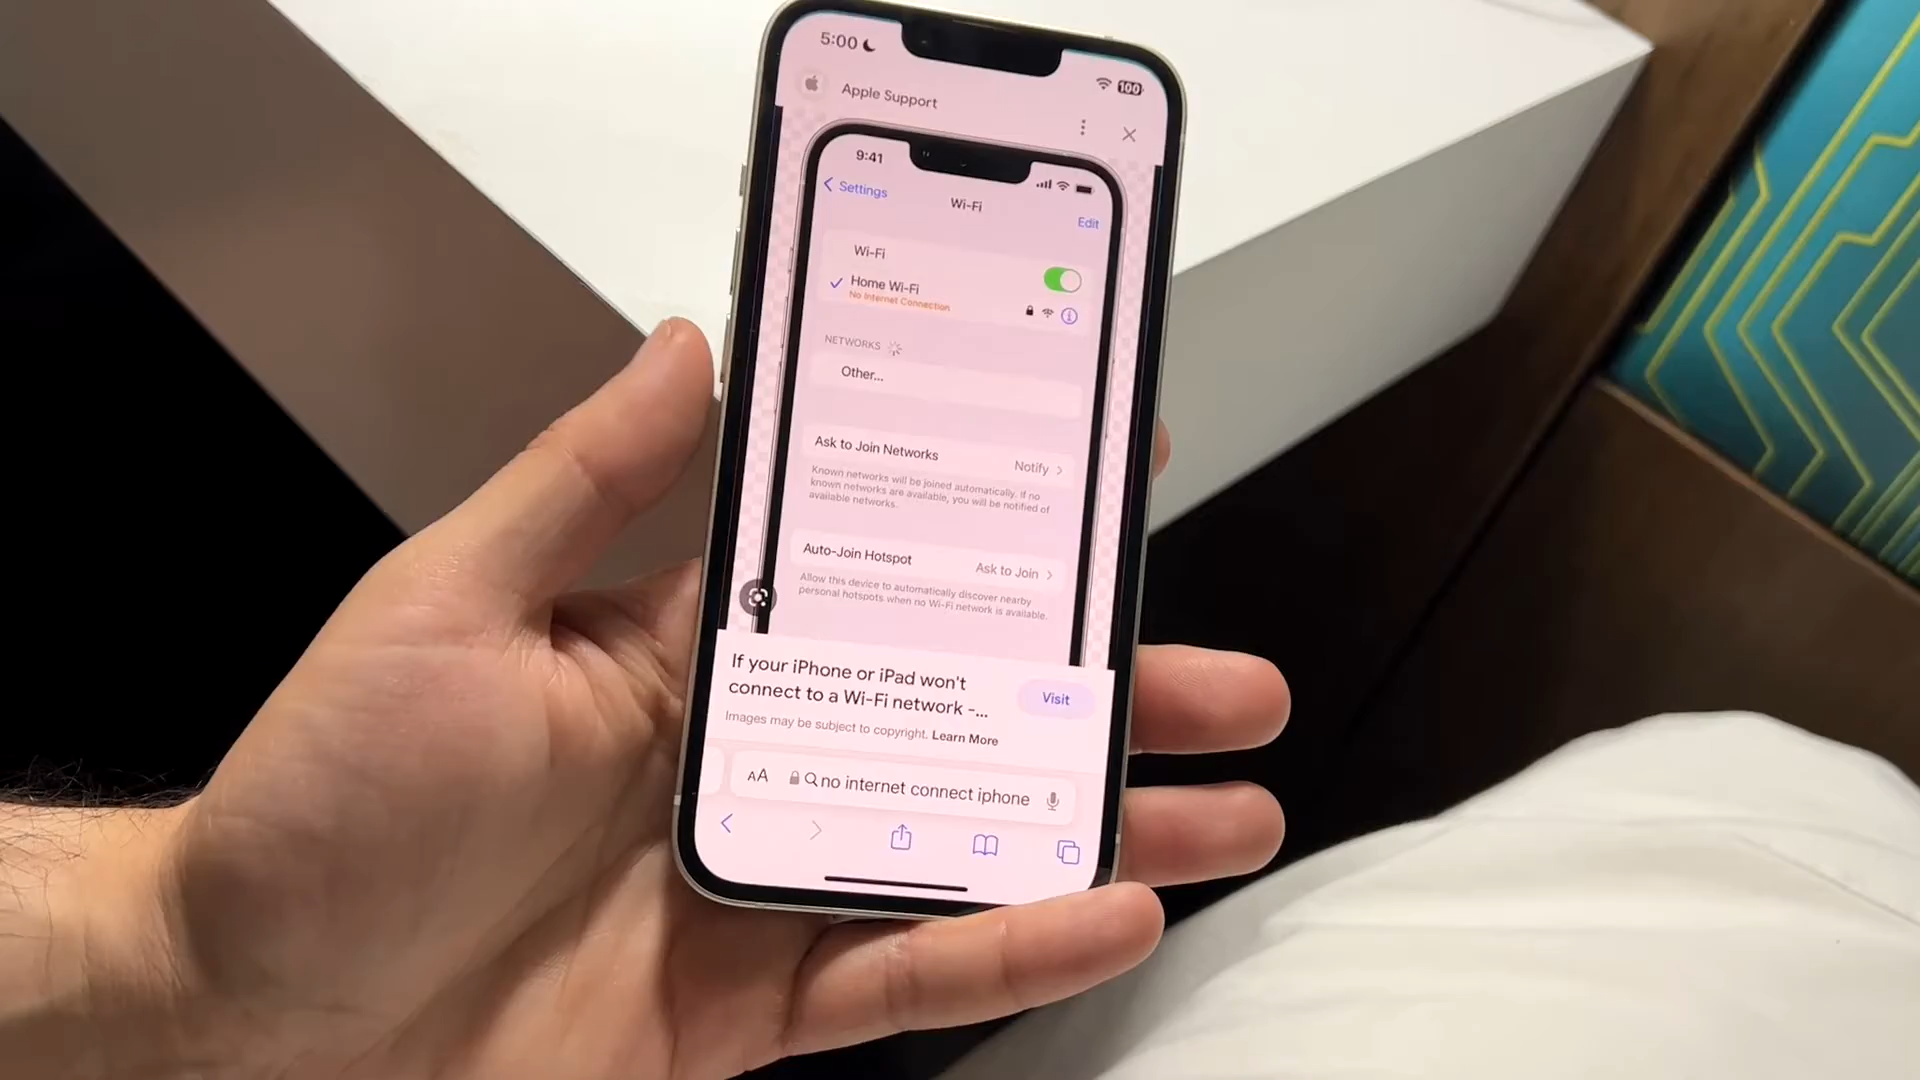 5:00
100
Apple Support
9:41
Settings
Wi-Fi
Edit
Wi-Fi
Home Wi-Fi
No Internet Connection
NETWORKS
Other...
Ask to Join Networks
Notify
Known networks will be joined automatically. If no
known networks are available, you will be notified of
available networks.
Auto-Join Hotspot
Ask to Join
Allow this device to automatically discover nearby
personal hotspots when no Wi-Fi network is available.
If your iPhone or iPad won't
connect to a Wi-Fi network -...
Visit
Images may be subject to copyright. Learn More
AA
no internet connect iphone